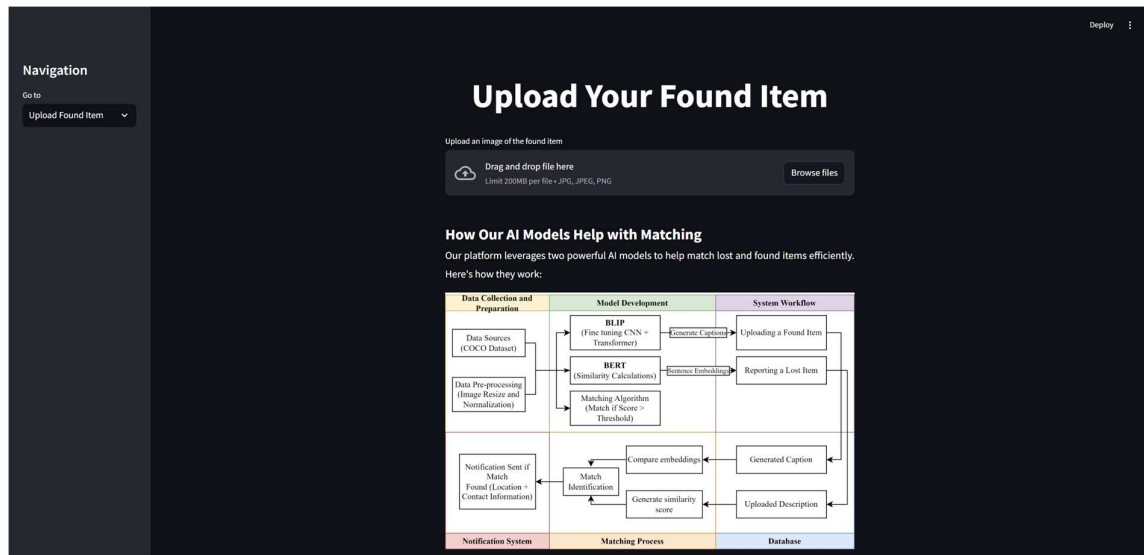 Deploy
Navigation
Go to
Upload Found Item
Upload Your Found Item
Upload an image of the found item
Drag and drop file here
Limit 200MB per file • JPG, JPEG, PNG
Browse files
How Our AI Models Help with Matching
Our platform leverages two powerful AI models to help match lost and found items efficiently.
Here's how they work:
Data Collection and
Preparation
Model Development
System Workflow
Data Sources
(COCO Dataset)
Data Pre-processing
(Image Resize and
Normalization)
BLIP
(Fine tuning CNN +
Transformer)
Generate Captions
Uploading a Found Item
BERT
(Similarity Calculations)
Sentence Embeddings
Reporting a Lost Item
Matching Algorithm
(Match if Score >
Threshold)
Notification Sent if
Match
Found (Location +
Contact Information)
Match
Identification
Compare embeddings
Generated Caption
Generate similarity
score
Uploaded Description
Notification System
Matching Process
Database